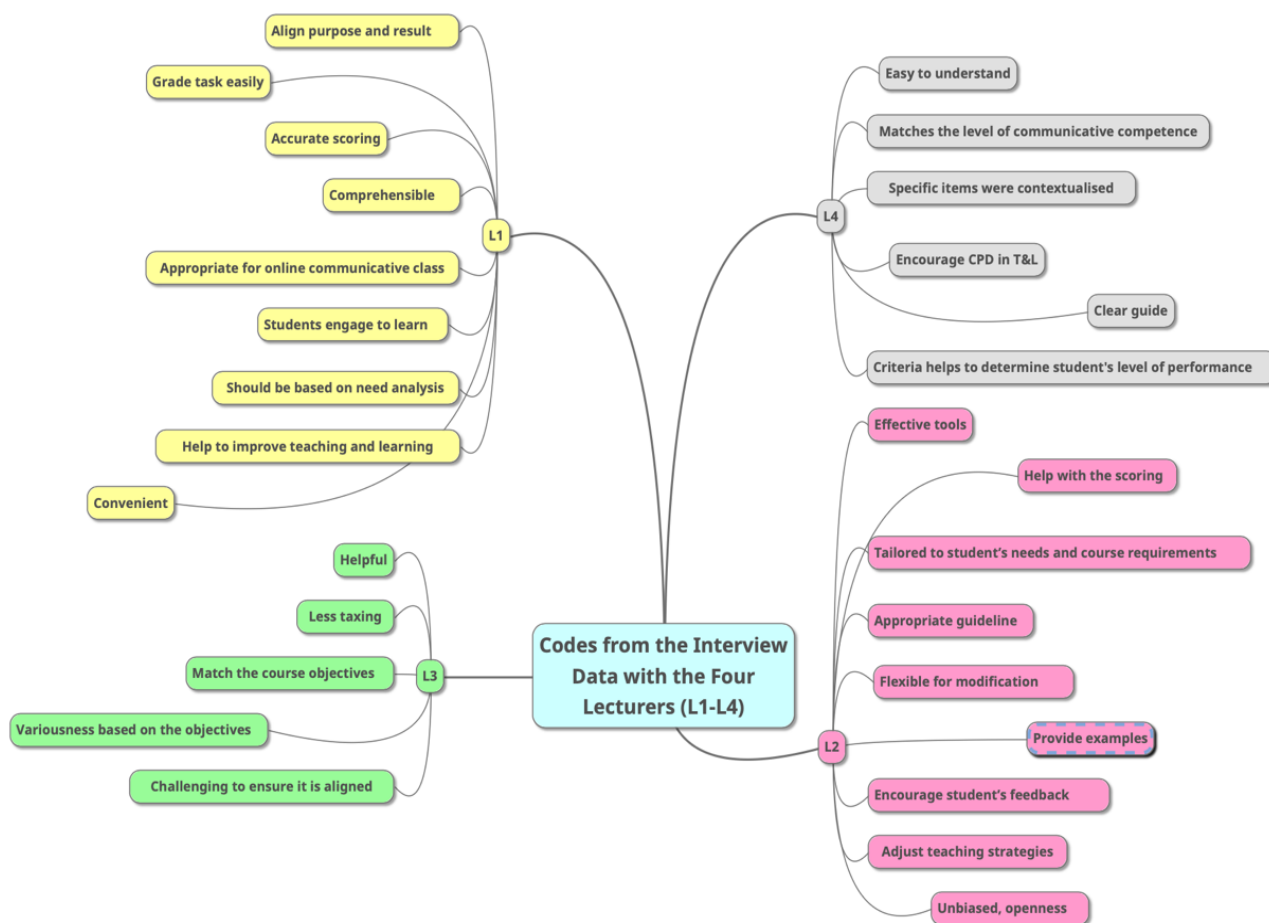 Align purpose and result
Grade task easily
Accurate scoring
Comprehensible
L1
Appropriate for online communicative class
Students engage to learn
Should be based on need analysis
Help to improve teaching and learning
Convenient
Easy to understand
Matches the level of communicative competence
Specific items were contextualised
L4
Encourage CPD in T&L
Clear guide
Criteria helps to determine student's level of performance
Helpful
Less taxing
Match the course objectives
L3
Variousness based on the objectives
Challenging to ensure it is aligned
Codes from the Interview
Data with the Four
Lecturers (L1-L4)
Effective tools
Help with the scoring
Tailored to student's needs and course requirements
Appropriate guideline
Flexible for modification
L2
Provide examples
Encourage student's feedback
Adjust teaching strategies
Unbiased, openness